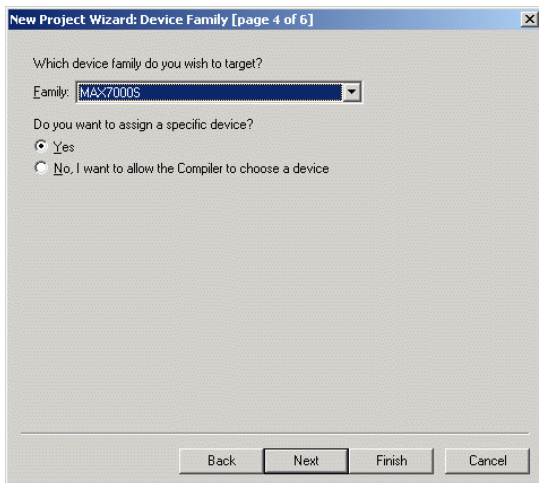 New Project Wizard: Device Family [page 4 of 6]
Which device family do you wish to target?
Family: MAX7000S
Do you want to assign a specific device?
Yes
No, I want to allow the Compiler to choose a device
Back Next Finish Cancel